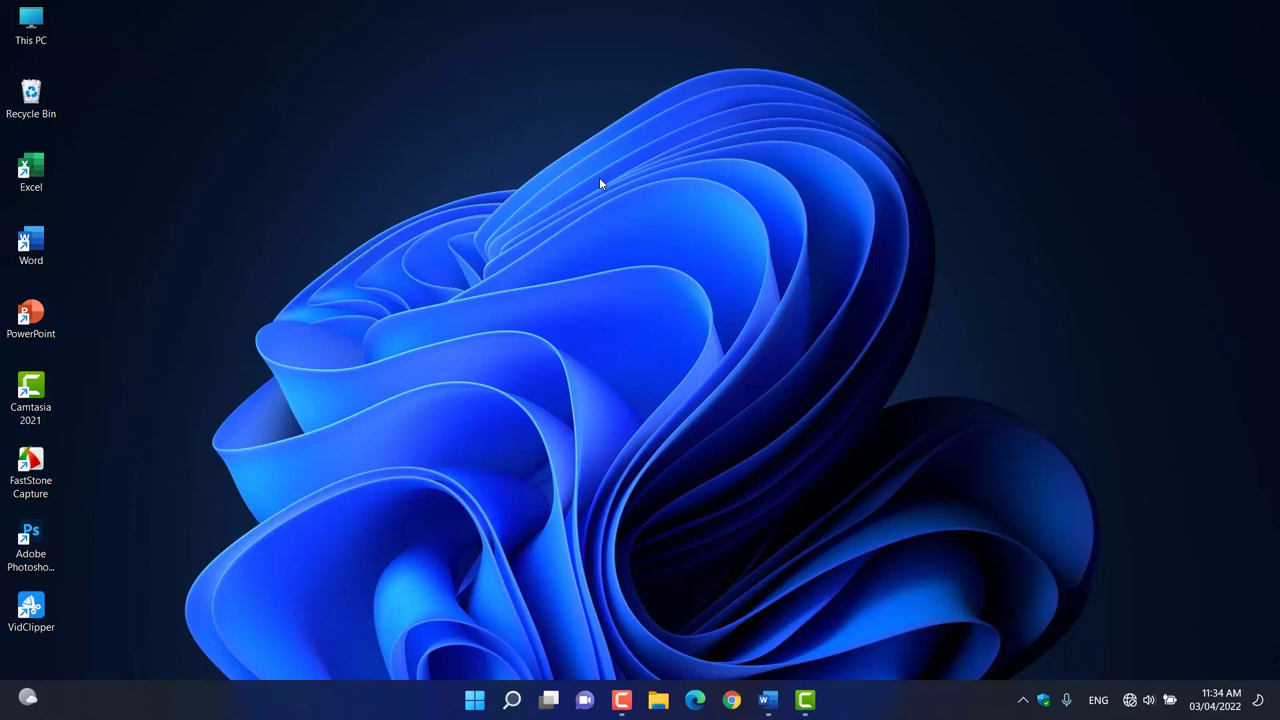 This PC
Recycle Bin
Excel
Word
PowerPoint
Camtasia
2021
FastStone
Capture
Ps
Adobe
Photosho...
VidClipper
ENG
11:34 AM
03/04/2022